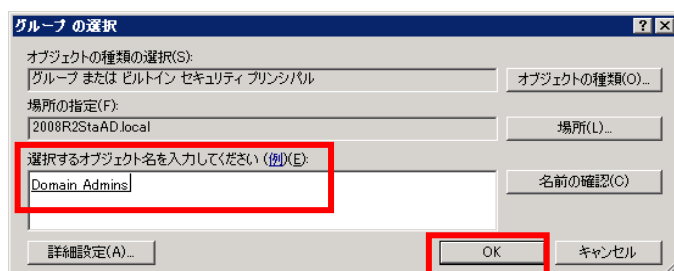 グループ の選択
オブジェクトの種類の選択(S):
グループ または ビルトイン セキュリティ プリンシパル
オブジェクトの種類(O)...
場所の指定(F):
2008R2StaAD.local
場所(L)...
選択するオブジェクト名を入力してください (例)(E):
Domain Admins
名前の確認(C)
詳細設定(A)...
OK
キャンセル